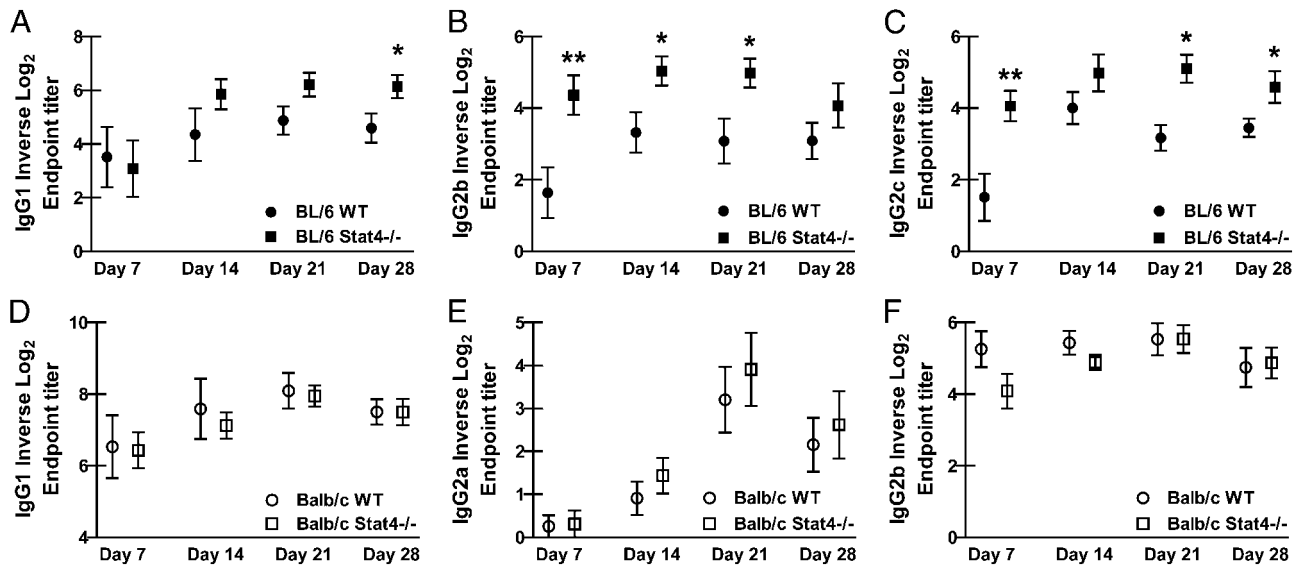 A
IgG1 Inverse Log2
Endpoint titer
8
6
4
2
0
*
BL/6 WT
BL/6 Stat4-/-
Day 7 Day 14 Day 21 Day 28
B
IgG2b Inverse Log2
Endpoint titer
6
4
2
0
** * *
BL/6 WT
BL/6 Stat4-/-
Day 7 Day 14 Day 21 Day 28
C
IgG2c Inverse Log2
Endpoint titer
6
4
2
0
** * *
BL/6 WT
BL/6 Stat4-/-
Day 7 Day 14 Day 21 Day 28
D
IgG1 Inverse Log2
Endpoint titer
10
8
6
4
Balb/c WT
Balb/c Stat4-/-
Day 7 Day 14 Day 21 Day 28
E
IgG2a Inverse Log2
Endpoint titer
5
4
3
2
1
0
Balb/c WT
Balb/c Stat4-/-
Day 7 Day 14 Day 21 Day 28
F
IgG2b Inverse Log2
Endpoint titer
6
4
2
0
Balb/c WT
Balb/c Stat4-/-
Day 7 Day 14 Day 21 Day 28